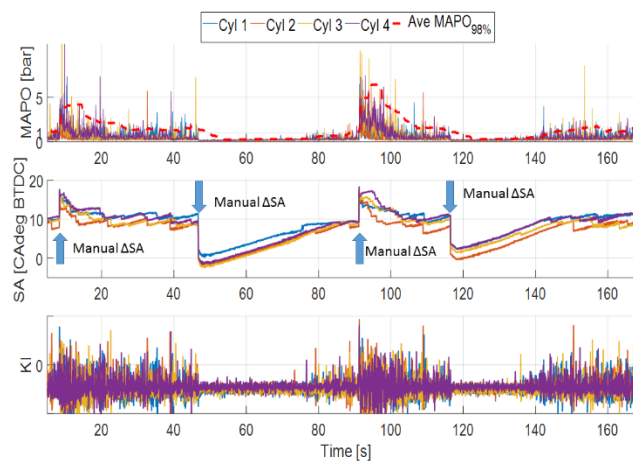 Cyl 1 Cyl 2 Cyl 3 Cyl 4 Ave MAPO98%
MAPO [bar]
5
1
20 40 60 80 100 120 140 160
SA [CAdeg BTDC]
20
10
0
Manual ΔSA
Manual ΔSA
Manual ΔSA
Manual ΔSA
20 40 60 80 100 120 140 160
KI
0
20 40 60 80 100 120 140 160
Time [s]